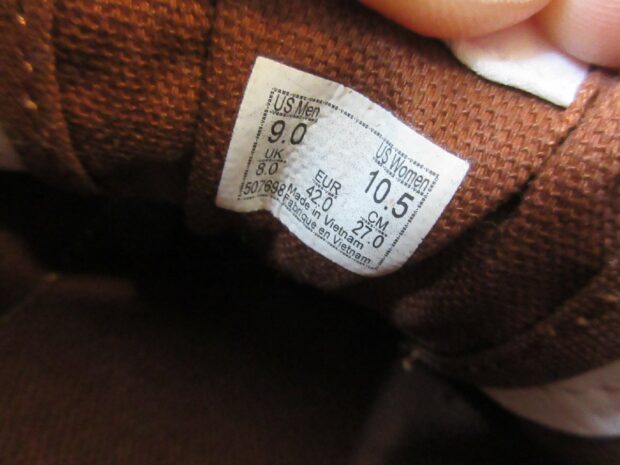 US Men
US Women
9.0
10.5
UK.
EUR
CM.
8.0
42.0
27.0
507698
Made in Vietnam
Fabrique en Vietnam